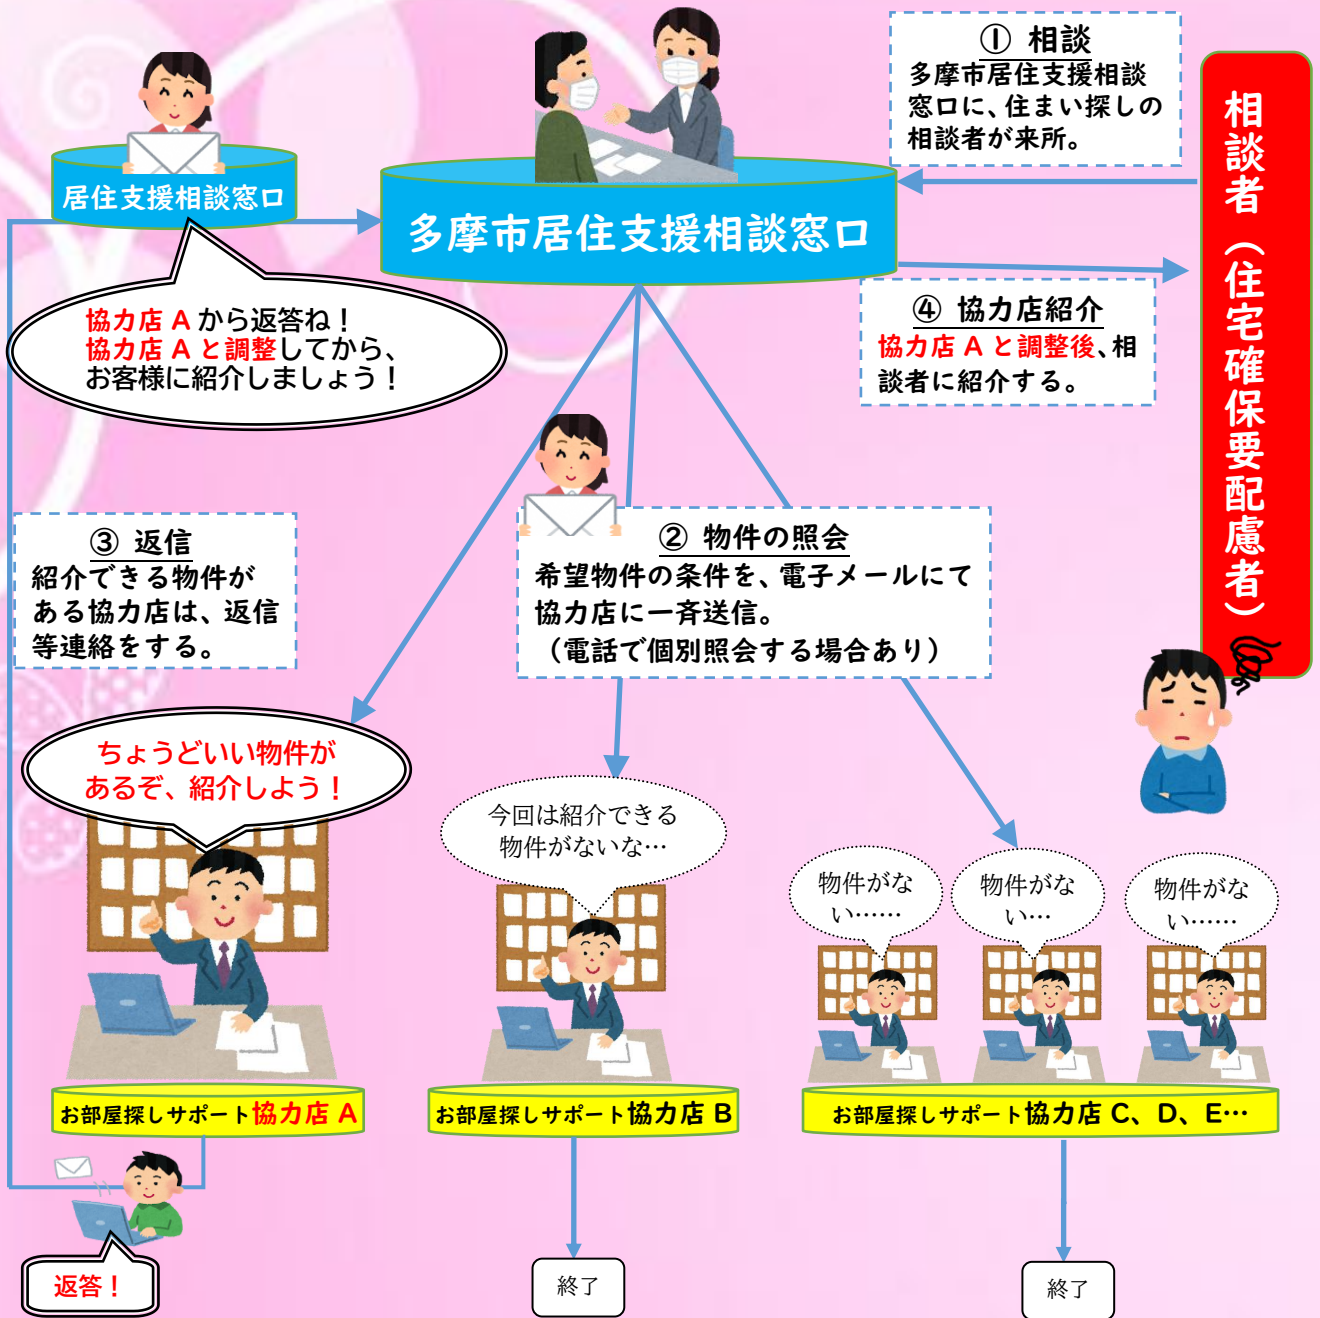 ① 相談
多摩市居住支援相談
窓口に、住まい探しの
相談者が来所。
相談者（住宅確保要配慮者）
居住支援相談窓口
多摩市居住支援相談窓口
協力店 A から返答ね！
協力店 A と調整してから、
お客様に紹介しましょう！
④ 協力店紹介
協力店 A と調整後、相
談者に紹介する。
③ 返信
紹介できる物件が
ある協力店は、返信
等連絡をする。
② 物件の照会
希望物件の条件を、電子メールにて
協力店に一斉送信。
（電話で個別照会する場合あり）
ちょうどいい物件が
あるぞ、紹介しよう！
今回は紹介できる
物件がないな…
物件がな
い……
物件がな
い…
物件がな
い……
お部屋探しサポート協力店 A
お部屋探しサポート協力店 B
お部屋探しサポート協力店 C、D、E…
返答！
終了
終了